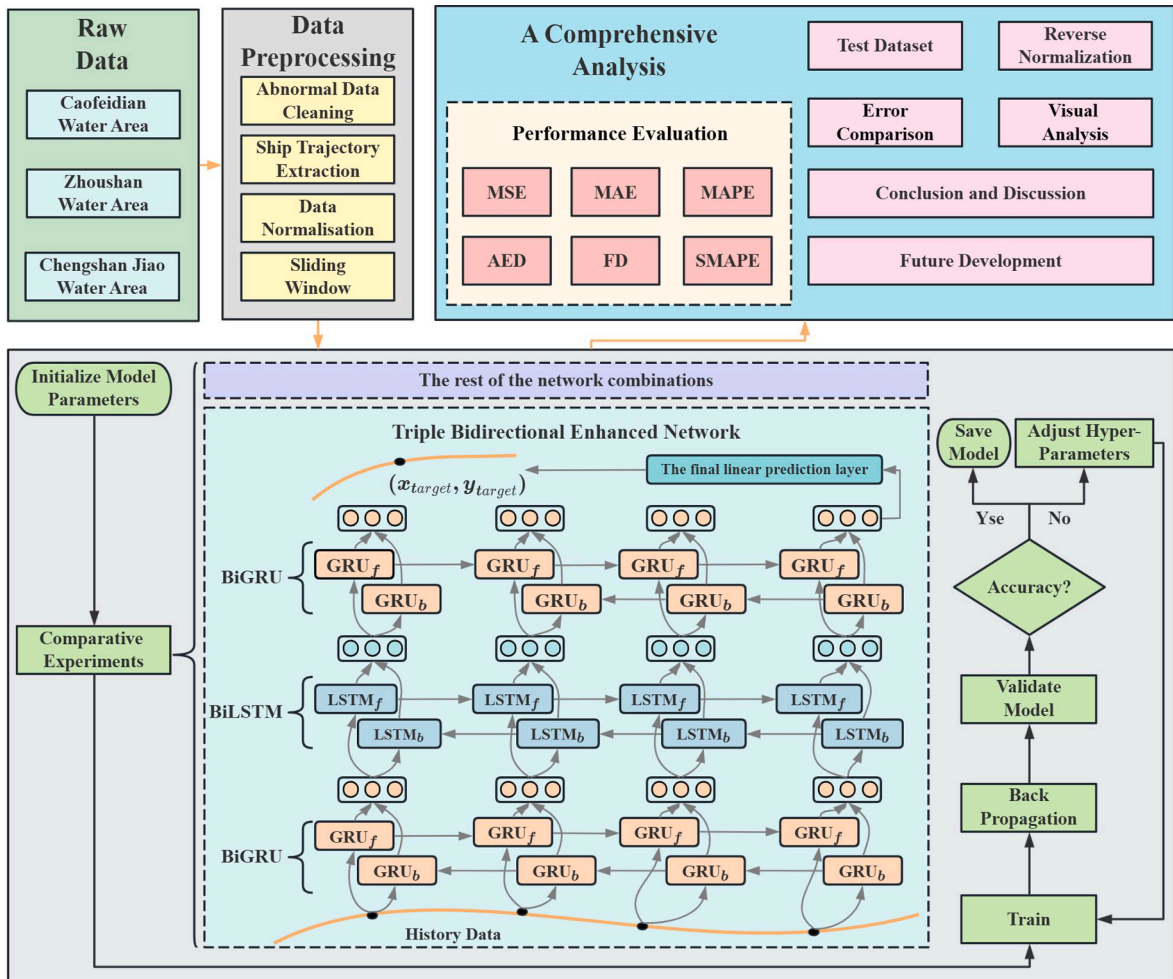 Raw
Data
Caofeidian
Water Area
Zhoushan
Water Area
Chengshan Jiao
Water Area
Data
Preprocessing
Abnormal Data
Cleaning
Ship Trajectory
Extraction
Data
Normalisation
Sliding
Window
A Comprehensive
Analysis
Performance Evaluation
MSE
MAE
MAPE
AED
FD
SMAPE
Test Dataset
Reverse
Normalization
Error
Comparison
Visual
Analysis
Conclusion and Discussion
Future Development
Initialize Model
Parameters
Comparative
Experiments
The rest of the network combinations
Triple Bidirectional Enhanced Network
The final linear prediction layer
(x_target, y_target)
BiGRU
GRU_f
GRU_f
GRU_f
GRU_f
GRU_b
GRU_b
GRU_b
GRU_b
BiLSTM
LSTM_f
LSTM_f
LSTM_f
LSTM_f
LSTM_b
LSTM_b
LSTM_b
LSTM_b
BiGRU
GRU_f
GRU_f
GRU_f
GRU_f
GRU_b
GRU_b
GRU_b
GRU_b
History Data
Save
Model
Adjust Hyper-
Parameters
Yse
No
Accuracy?
Validate
Model
Back
Propagation
Train